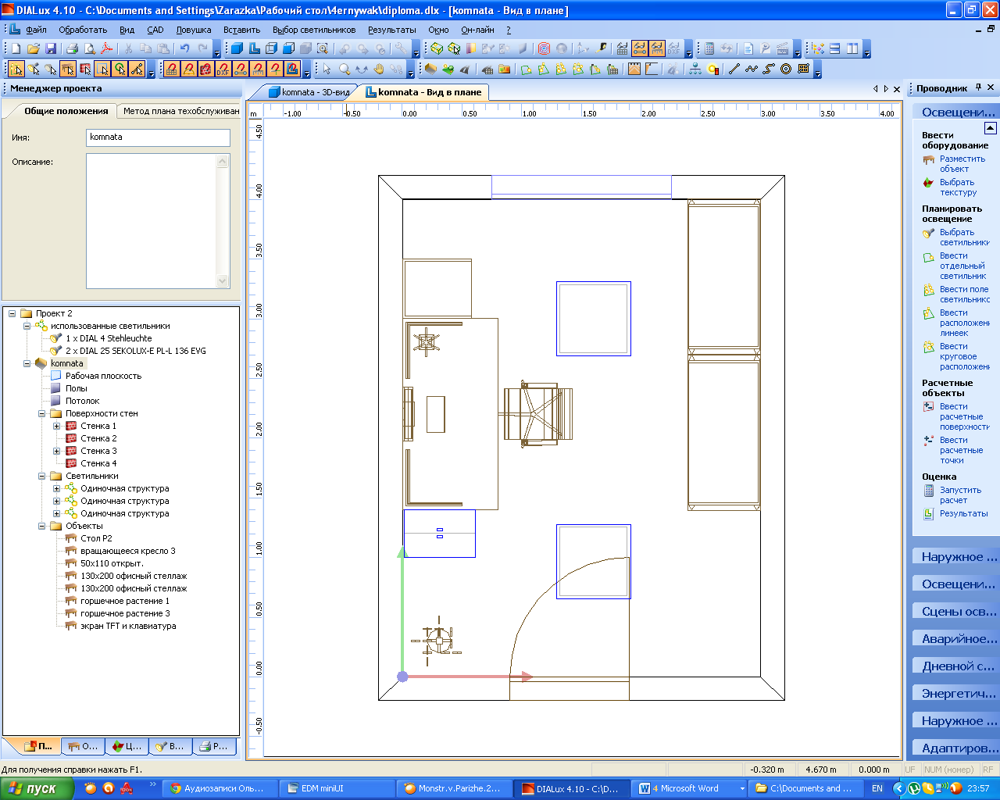 DIALux 4.10 - C:\Documents and Settings\Zarazka\Рабочий стол\4ernywak\diploma.dlx - [komnata - Вид в плане]
Файл Обработать Вид CAD Ловушка Вставить Выбор светильников Результаты Окно Он-лайн ?
Менеджер проекта
Общие положения Метод плана техобслуживан
Имя: komnata
Описание:
Проект 2
использованные светильники
1 x DIAL 4 Stehleuchte
2 x DIAL 25 SEKOLUX-E PL-L 136 EVG
komnata
Рабочая плоскость
Полы
Потолок
Поверхности стен
Стенка 1
Стенка 2
Стенка 3
Стенка 4
Светильники
Одиночная структура
Одиночная структура
Одиночная структура
Объекты
Стол P2
вращающееся кресло 3
50x110 открыт.
130x200 офисный стеллаж
130x200 офисный стеллаж
горшечное растение 1
горшечное растение 3
экран TFT и клавиатура
П... О... Ц... В... Р...
komnata - 3D-вид komnata - Вид в плане
m -1.00 -0.50 0.00 0.50 1.00 1.50 2.00 2.50 3.00 3.50 4.00
4.50
4.00
3.50
3.00
2.50
2.00
1.50
1.00
0.50
0.00
-0.50
Проводник
Освещени...
Ввести
оборудование
Разместить
объект
Выбрать
текстуру
Планировать
освещение
Выбрать
светильники
Ввести
отдельный
светильник
Ввести поле
светильникс
Ввести
расположен
линеек
Ввести
круговое
расположен
Расчетные
объекты
Ввести
расчетные
поверхности
Ввести
расчетные
точки
Оценка
Запустить
расчет
Результаты
Наружное ...
Освещени...
Сцены осв...
Аварийное...
Дневной с...
Энергетич...
Наружное ...
Адаптиров...
Для получения справки нажать F1.
-0.320 m 4.670 m 0.000 m UF NUM (номер) RF
пуск » Аудиозаписи Оль... EDM miniUI Monstr.v.Parizhe.2... DIALux 4.10 - C:\D... 4 Microsoft Word C:\Documents and ... EN 23:57